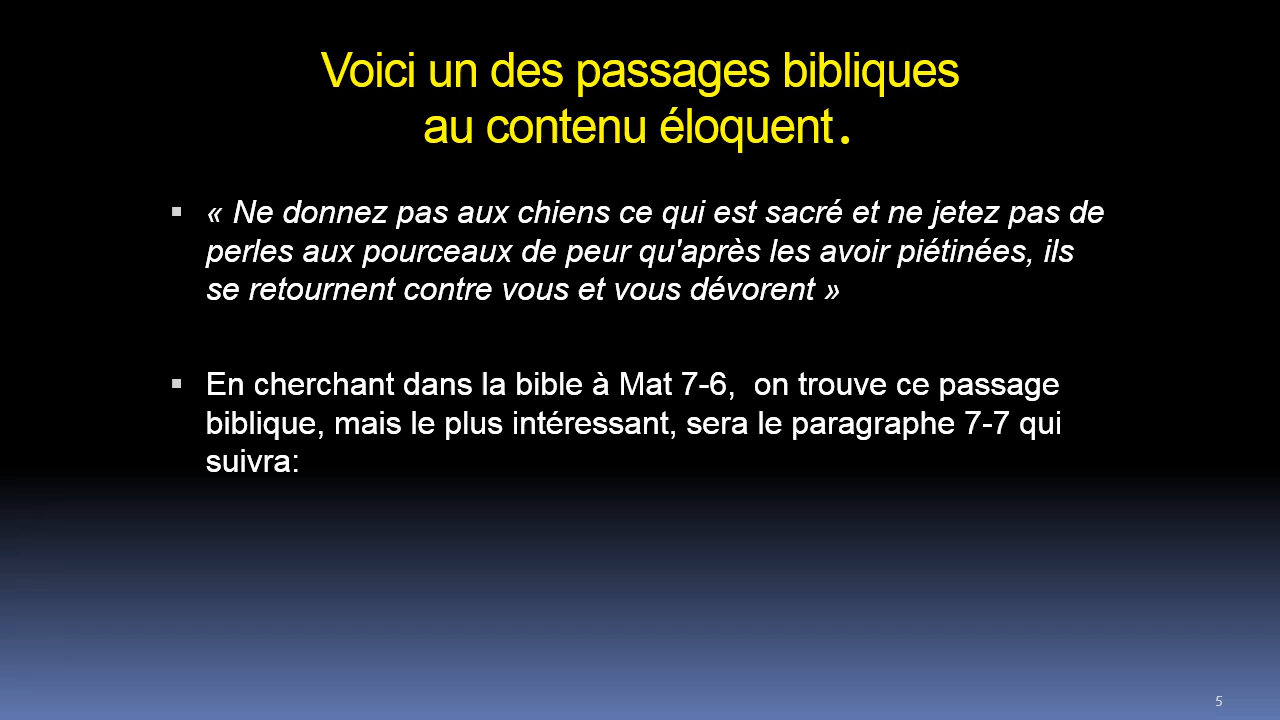 Voici un des passages bibliques
au contenu éloquent.
▪ « Ne donnez pas aux chiens ce qui est sacré et ne jetez pas de
perles aux pourceaux de peur qu'après les avoir piétinées, ils
se retournent contre vous et vous dévorent »
▪ En cherchant dans la bible à Mat 7-6,  on trouve ce passage
biblique, mais le plus intéressant, sera le paragraphe 7-7 qui
suivra:
5